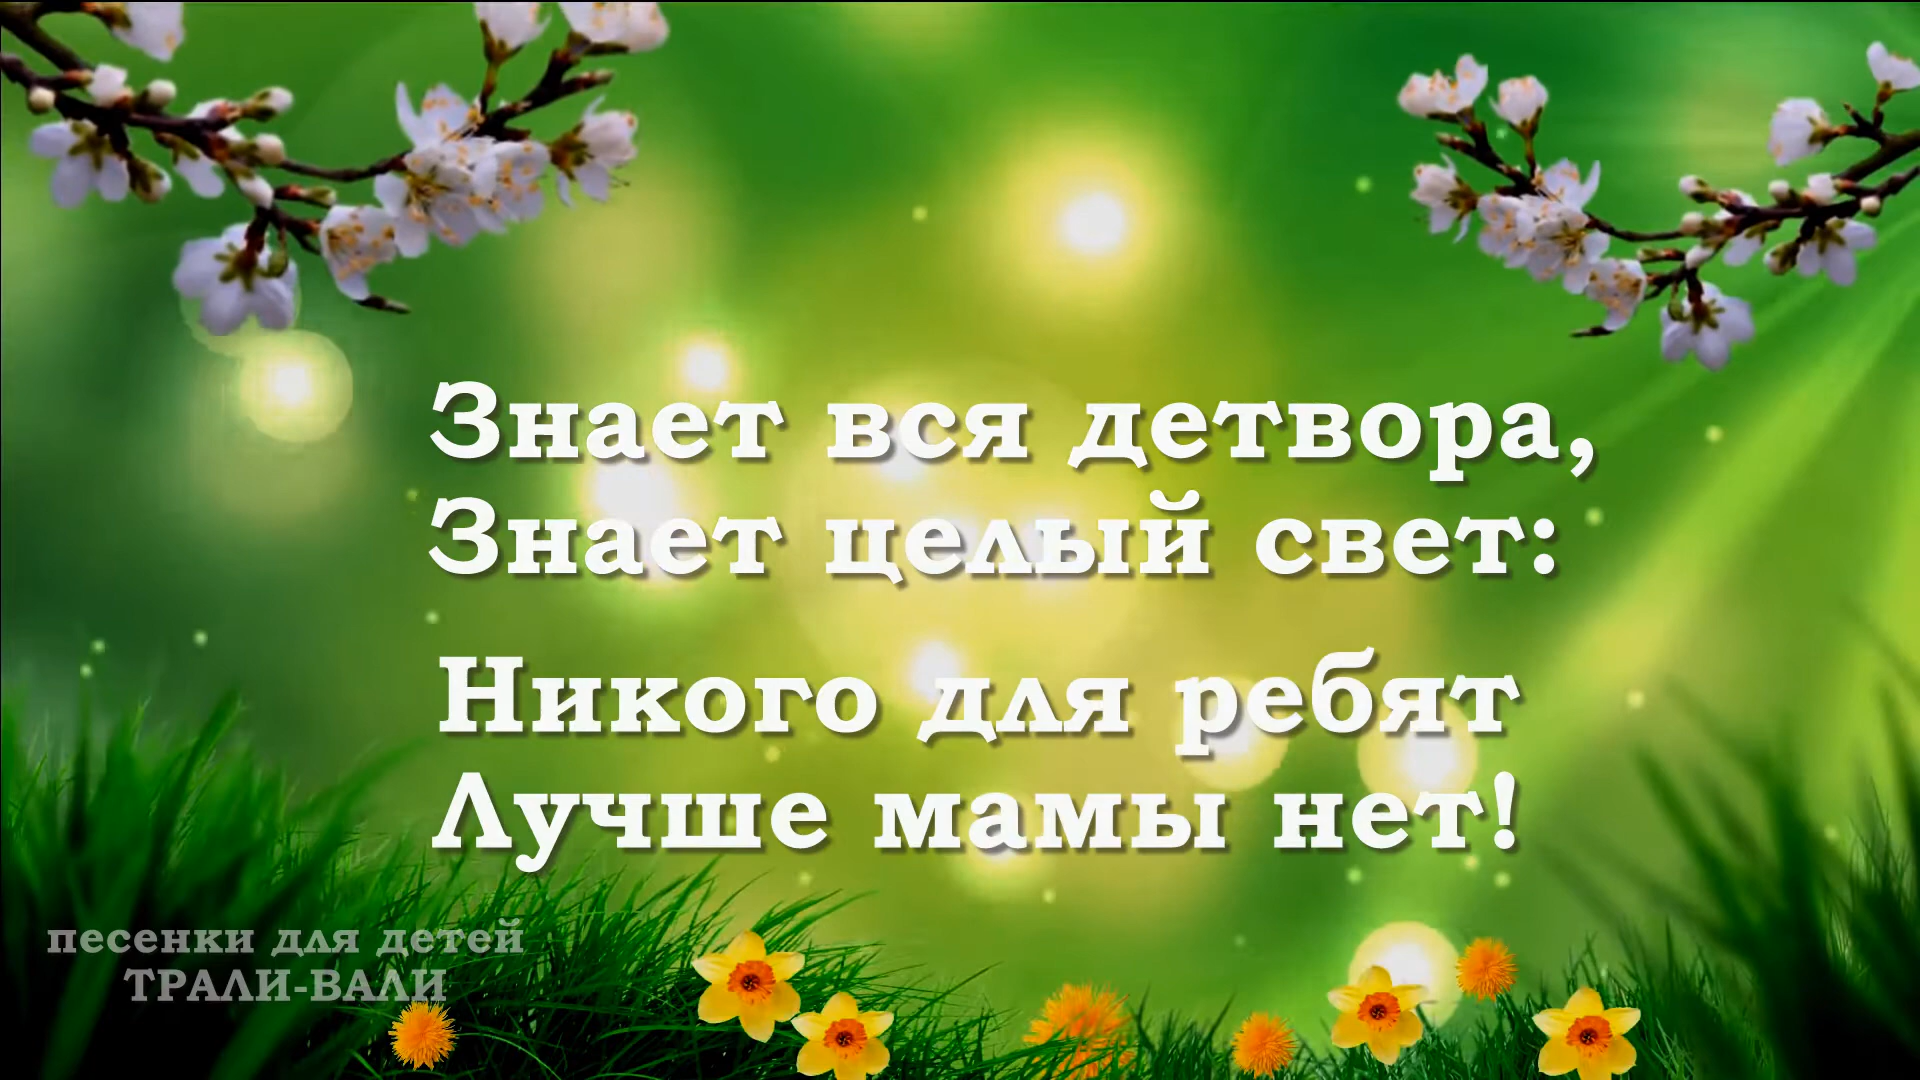 Знает вся детвора,
Знает целый свет:
Никого для ребят
Лучше мамы нет!
песенки для детей
ТРАЛИ-ВАЛИ